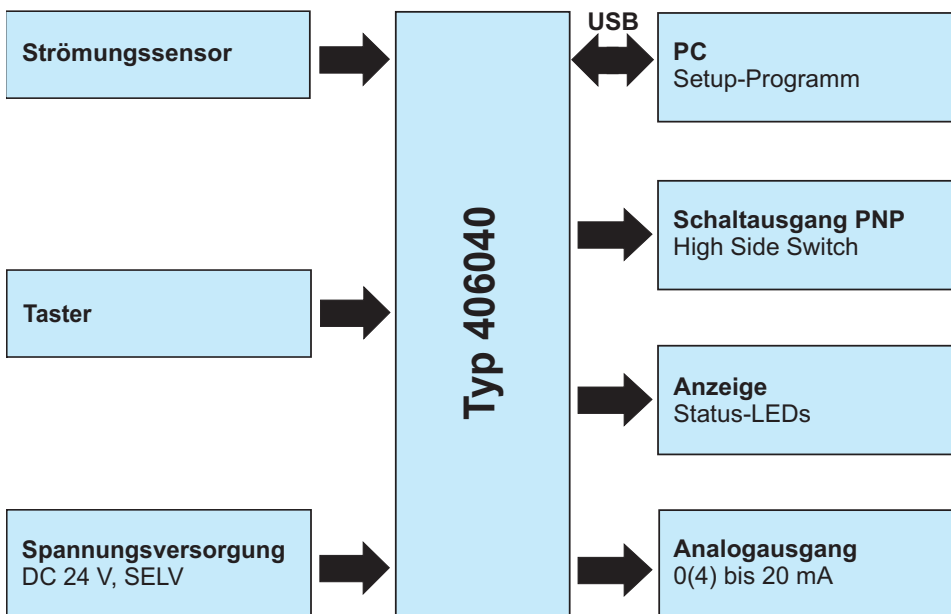 Strömungssensor
Taster
Spannungsversorgung
DC 24 V, SELV
Typ 406040
USB
PC
Setup-Programm
Schaltausgang PNP
High Side Switch
Anzeige
Status-LEDs
Analogausgang
0(4) bis 20 mA